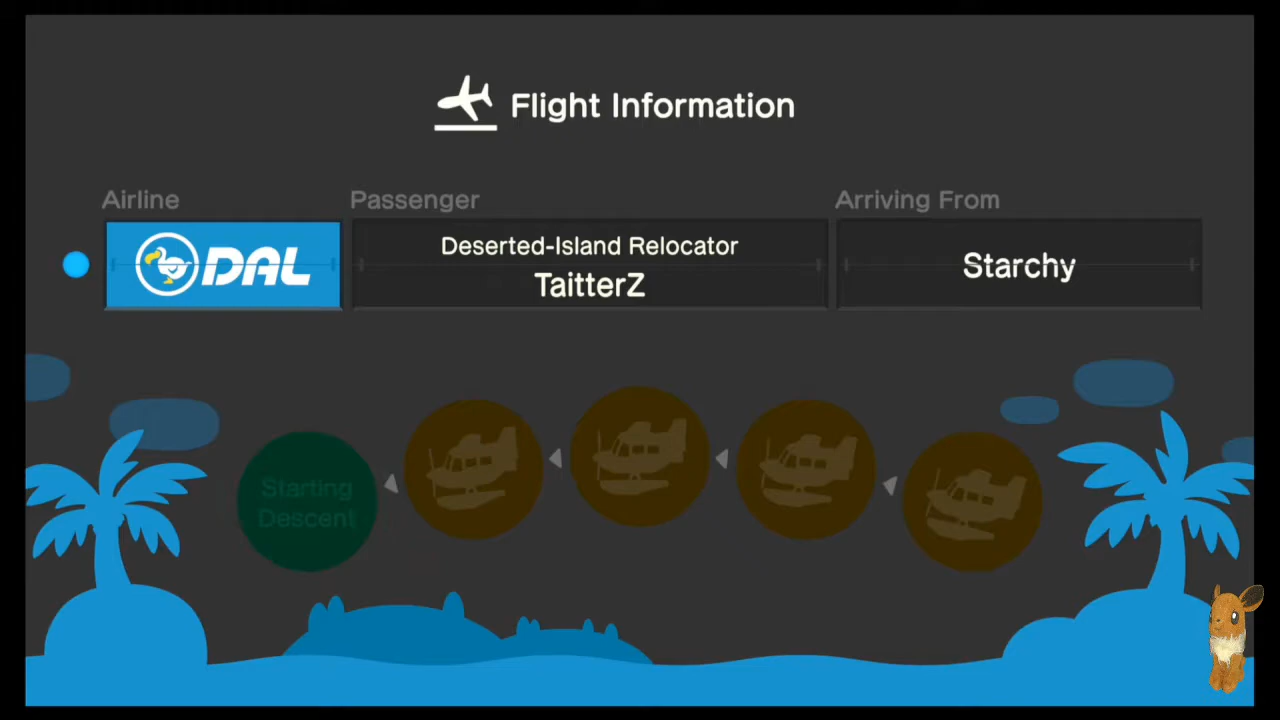 Flight Information
Airline
Passenger
Arriving From
DAL
Deserted-Island Relocator
TaitterZ
Starchy
Starting
Descent